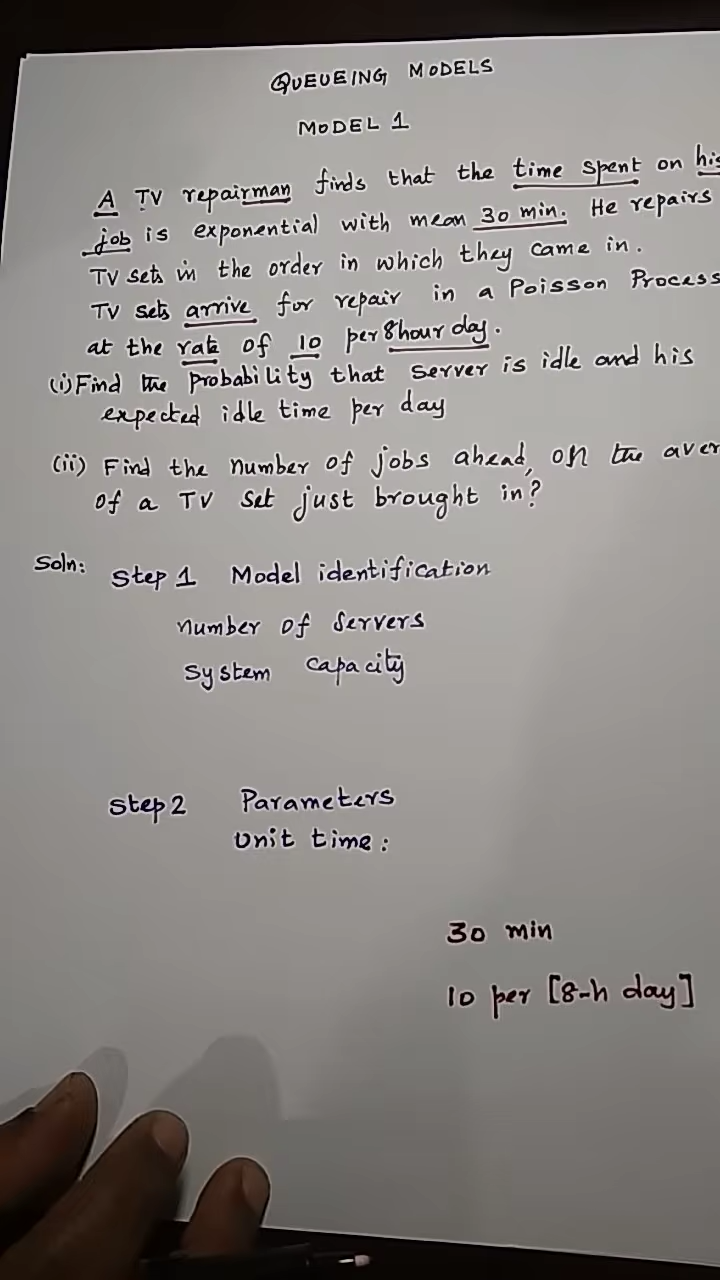 QUEUEING MODELS
MODEL 1
A TV repairman finds that the time spent on his
job is exponential with mean 30 min. He repairs
TV sets in the order in which they came in.
TV sets arrive for repair in a Poisson Process
at the rate of 10 per 8hour day.
(i) Find the probability that server is idle and his
expected idle time per day
(ii) Find the number of jobs ahead, on the aver
of a TV set just brought in?
Soln: Step 1 Model identification
number of servers
system capacity
Step 2 Parameters
Unit time:
30 min
10 per [8-h day]